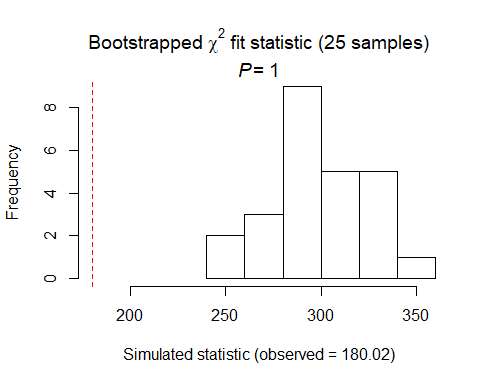 Bootstrapped χ² fit statistic (25 samples)
P = 1
Frequency
8
6
4
2
0
200 250 300 350
Simulated statistic (observed = 180.02)